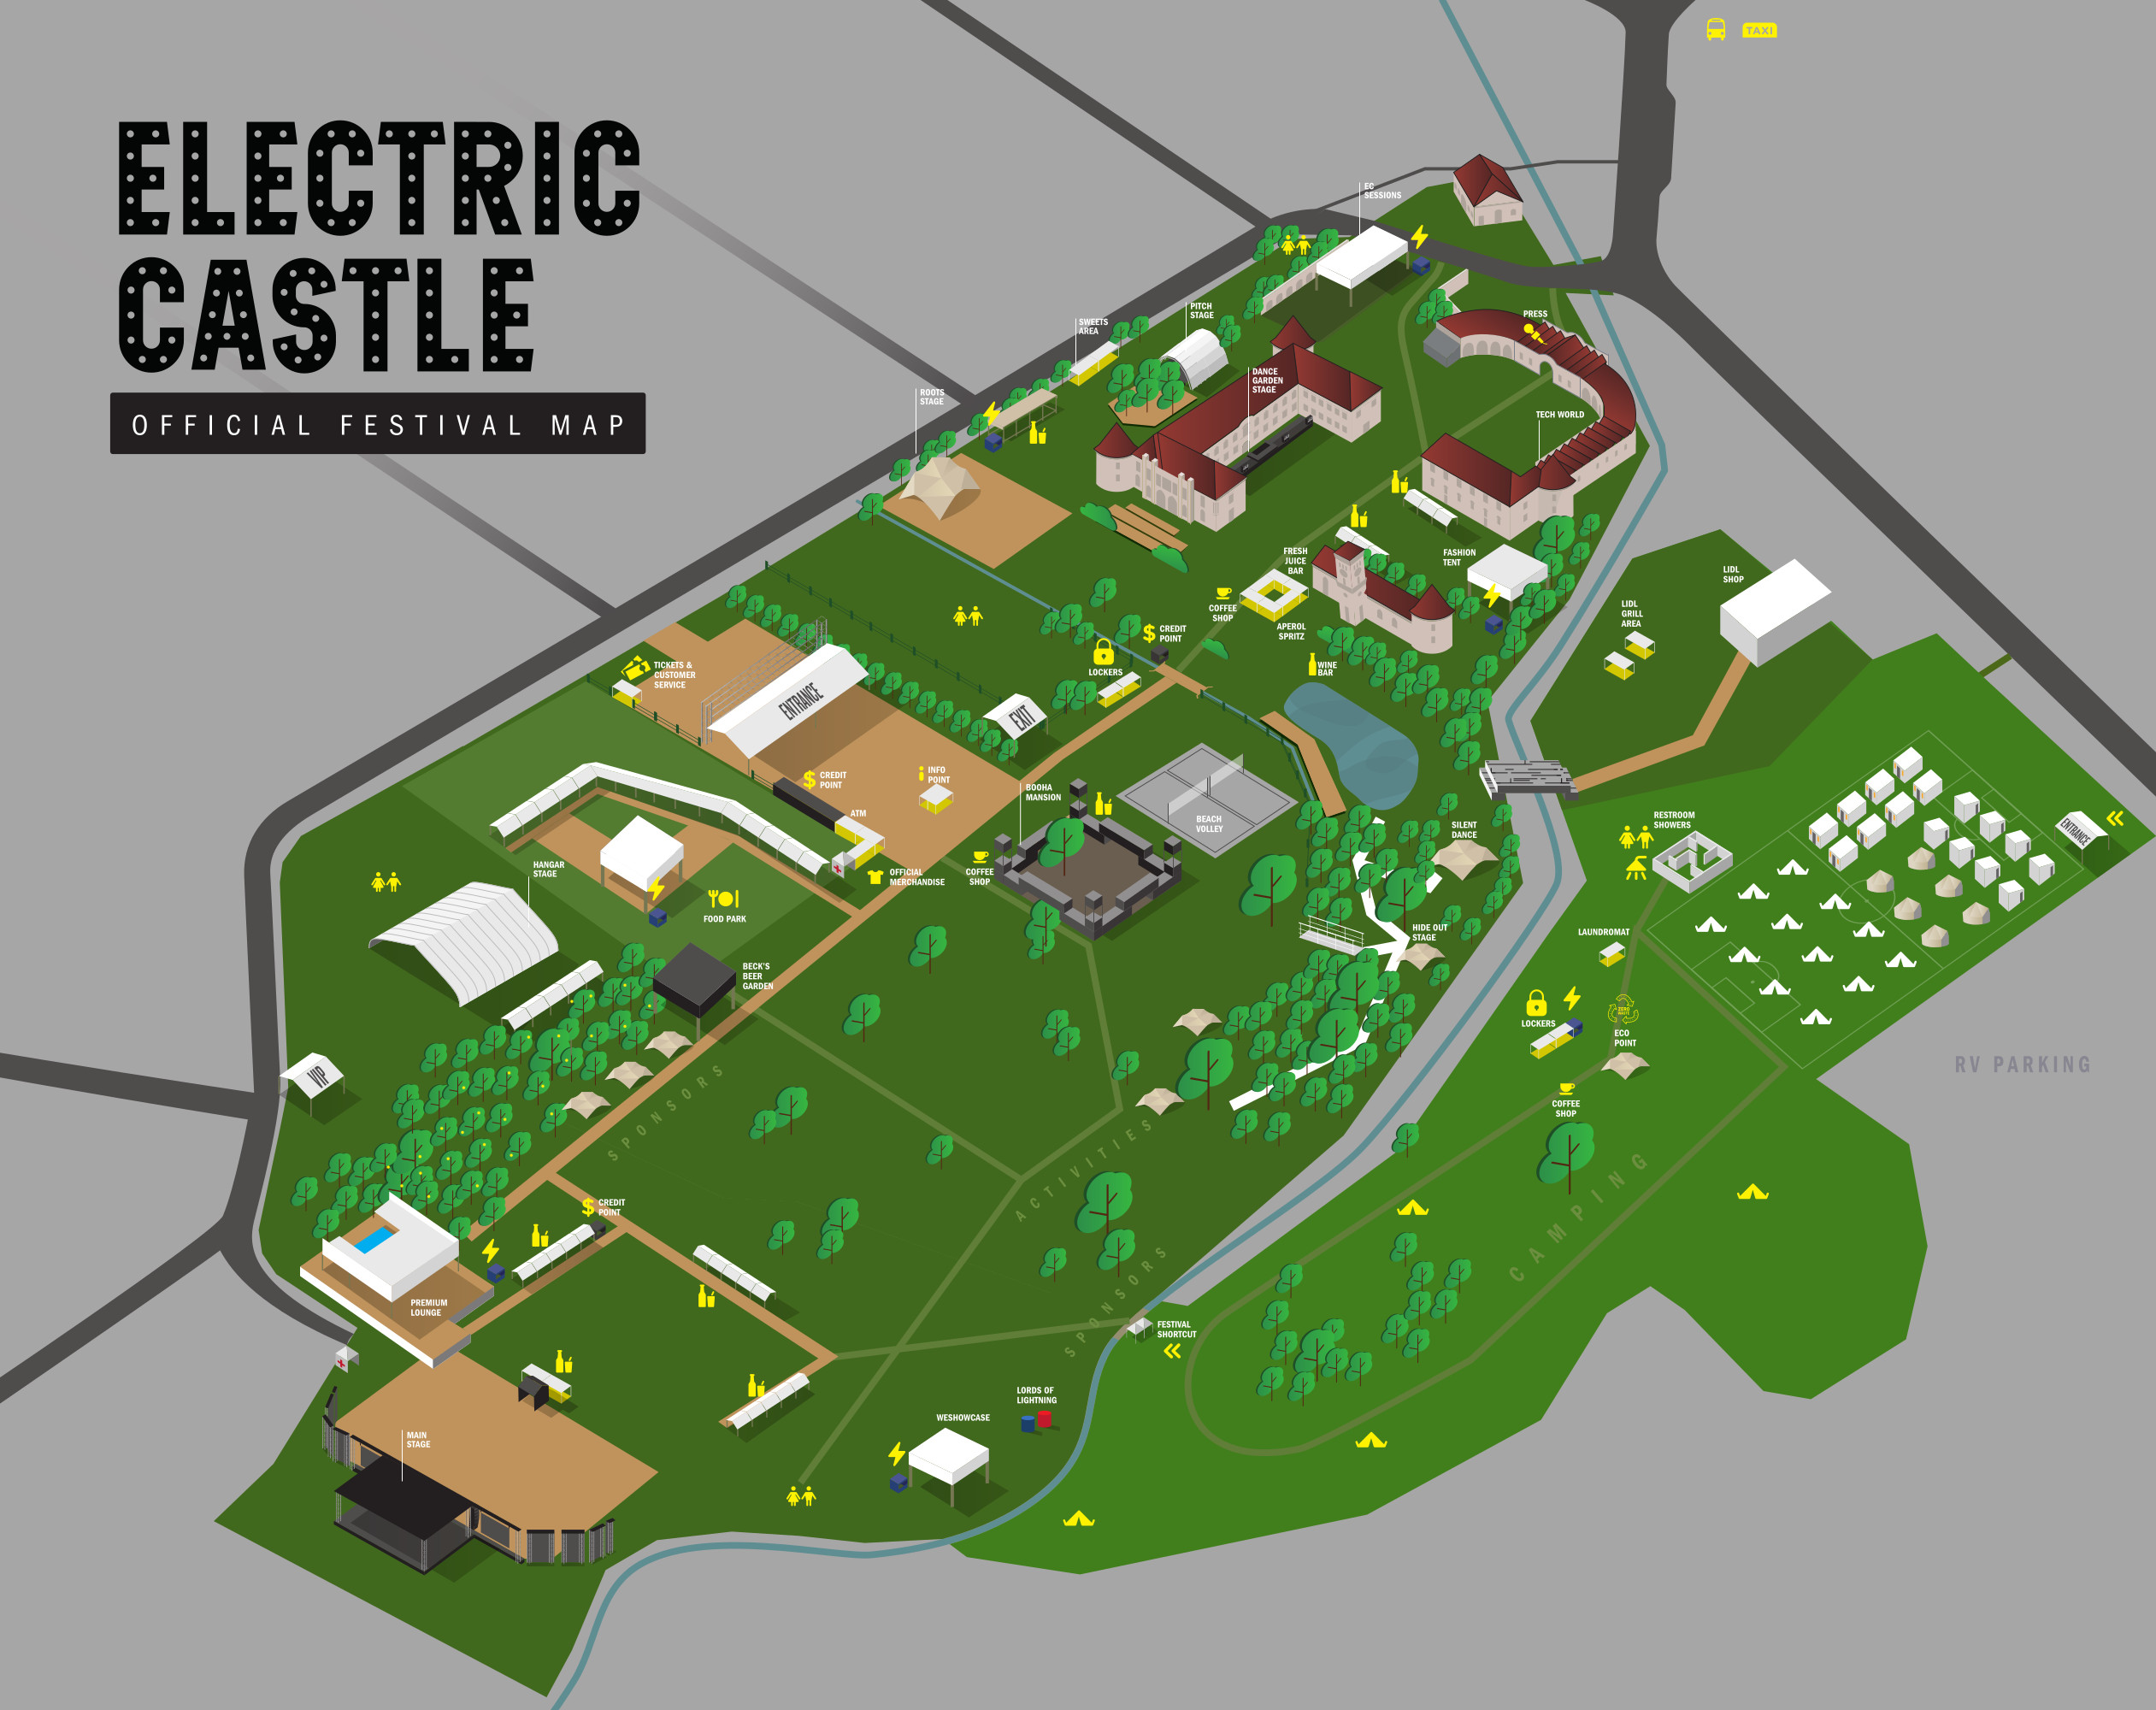 ELECTRIC
CASTLE
OFFICIAL FESTIVAL MAP
TAXI
EC
SESSIONS
PITCH
STAGE
SWEETS
AREA
PRESS
DANCE
GARDEN
STAGE
ROOTS
STAGE
TECH WORLD
FRESH
JUICE
BAR
FASHION
TENT
LIDL
SHOP
COFFEE
SHOP
APEROL
SPRITZ
LIDL
GRILL
AREA
CREDIT
POINT
TICKETS &
CUSTOMER
SERVICE
LOCKERS
WINE
BAR
ENTRANCE
EXIT
CREDIT
POINT
INFO
POINT
BOOHA
MANSION
ATM
BEACH
VOLLEY
SILENT
DANCE
RESTROOM
SHOWERS
ENTRANCE
HANGAR
STAGE
OFFICIAL
MERCHANDISE
COFFEE
SHOP
FOOD PARK
HIDE OUT
STAGE
LAUNDROMAT
BECK'S
BEER
GARDEN
LOCKERS
ZERO
WASTE
ECO
POINT
VIP
RV PARKING
SPONSORS
COFFEE
SHOP
ACTIVITIES
CAMPING
CREDIT
POINT
SPONSORS
PREMIUM
LOUNGE
FESTIVAL
SHORTCUT
LORDS OF
LIGHTNING
WESHOWCASE
MAIN
STAGE